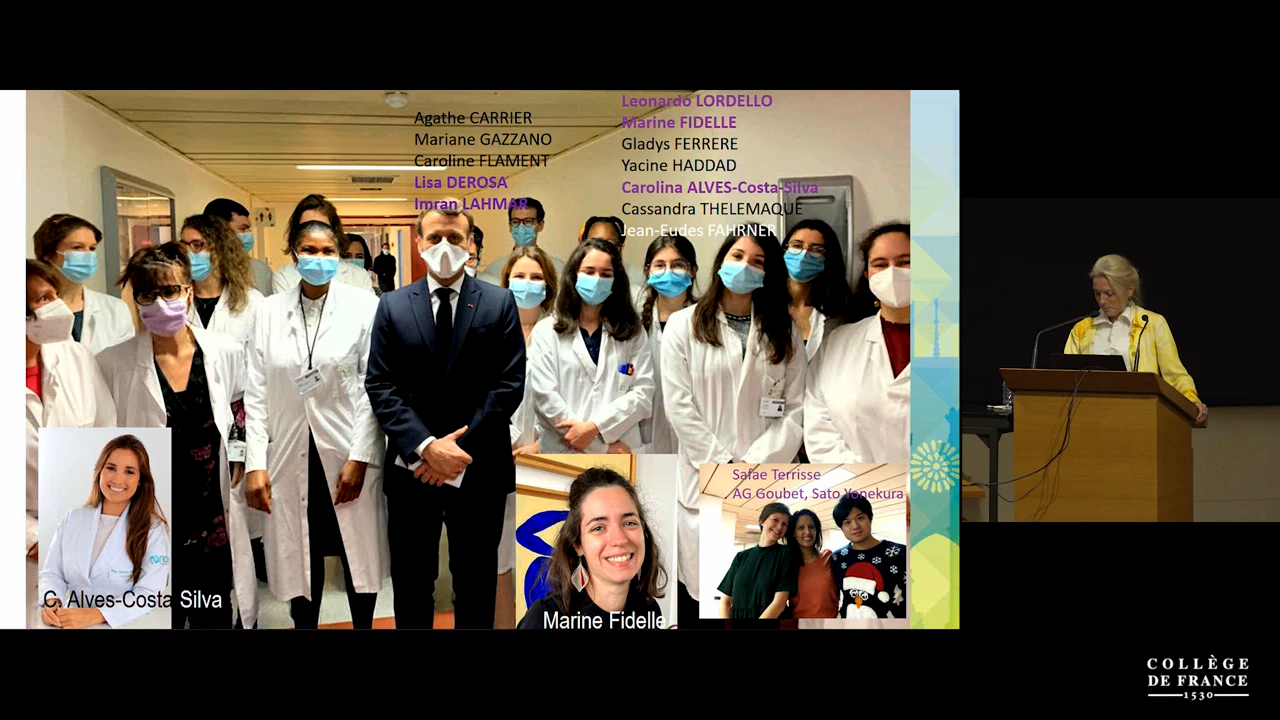 Agathe CARRIER
Mariane GAZZANO
Caroline FLAMENT
Lisa DEROSA
Imran LAHMAR
Leonardo LORDELLO
Marine FIDELLE
Gladys FERRERE
Yacine HADDAD
Carolina ALVES-Costa-Silva
Cassandra THELEMAQUE
Jean-Eudes FAHRNER
C. Alves-Costa Silva
Marine Fidelle
Safae Terrisse
AG Goubet, Sato Yonekura
COLLÈGE
DE FRANCE
1530